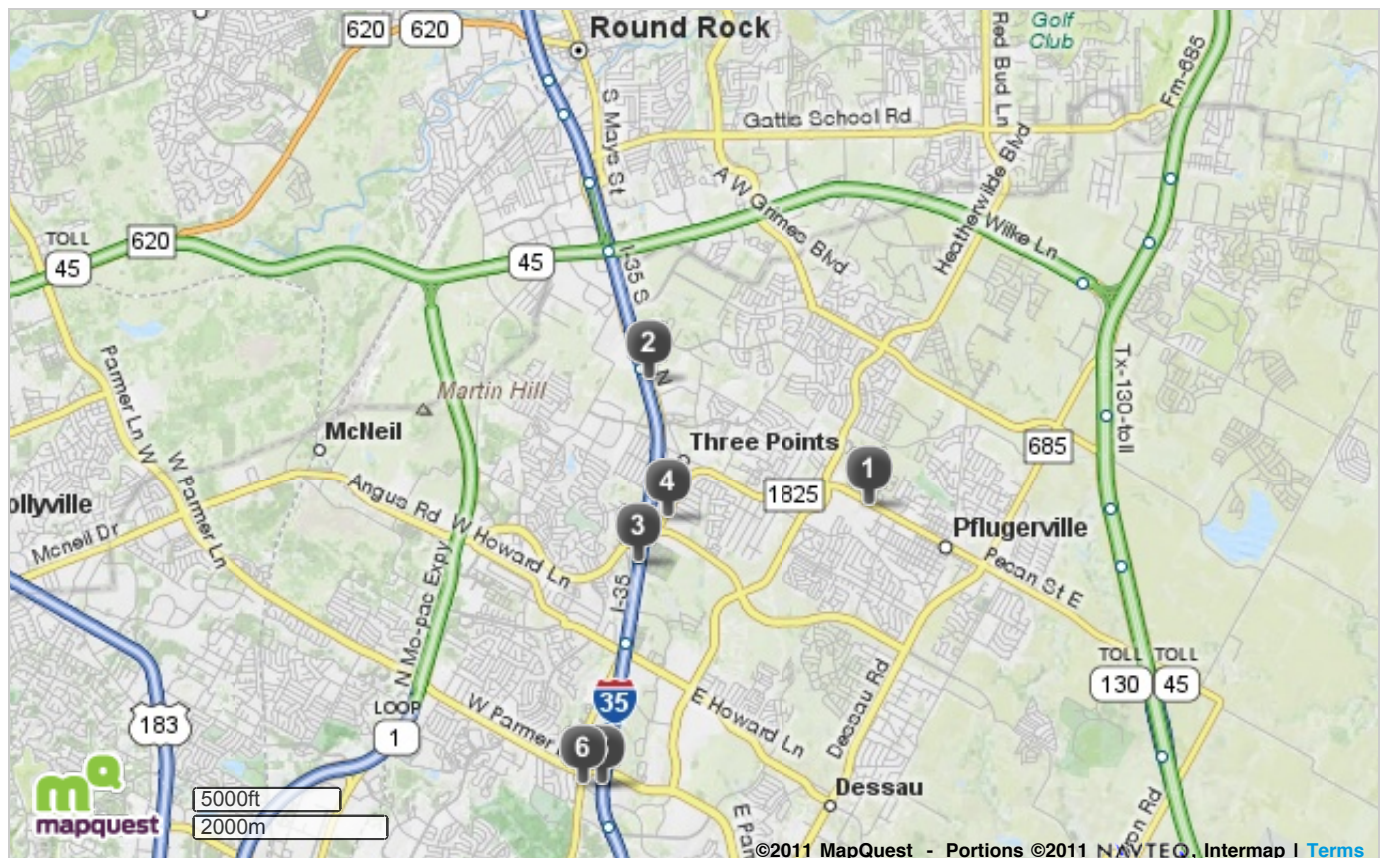 620
620
Round Rock
Golf
Club
Red Bud Ln
Fm-685
S Mays St
Gattis School Rd
A W Grimes Blvd
Heatherwilde Blvd
Wilke Ln
TOLL
45
620
45
I-35 S
2
N
Parmer Ln W
Martin Hill
McNeil
Three Points
Tx-130-toll
685
W Parmer Ln
4
1
1825
ollyville
Angus Rd
W Howard Ln
3
Pflugerville
Mcneil Dr
Pecan St E
I-35
N Mo-pac Expy
TOLL
TOLL
130
45
35
183
LOOP
1
W Parmer
E Howard Ln
Dessau Rd
6
Dessau
5000ft
2000m
mq
mapquest
©2011 MapQuest - Portions ©2011 NAVTEQ, Intermap | Terms